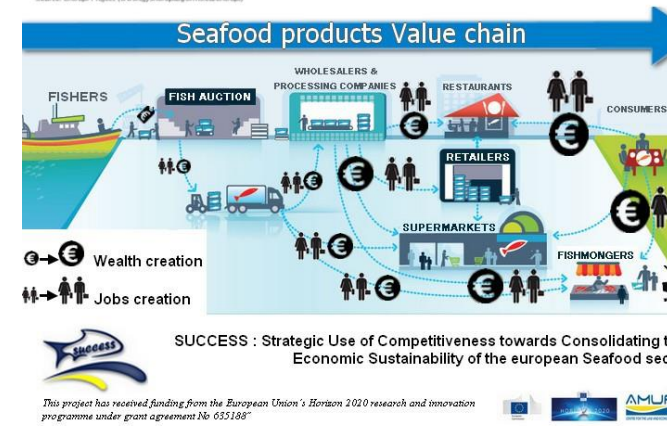 Seafood products Value chain
WHOLESALERS &
PROCESSING COMPANIES
FISHERS
FISH AUCTION
RESTAURANTS
CONSUMERS
RETAILERS
SUPERMARKETS
FISHMONGERS
Wealth creation
Jobs creation
success
SUCCESS : Strategic Use of Competitiveness towards Consolidating t
Economic Sustainability of the european Seafood sec
This project has received funding from the European Union´s Horizon 2020 research and innovation
programme under grant agreement No 635188"
HORIZON 2020
AMUR